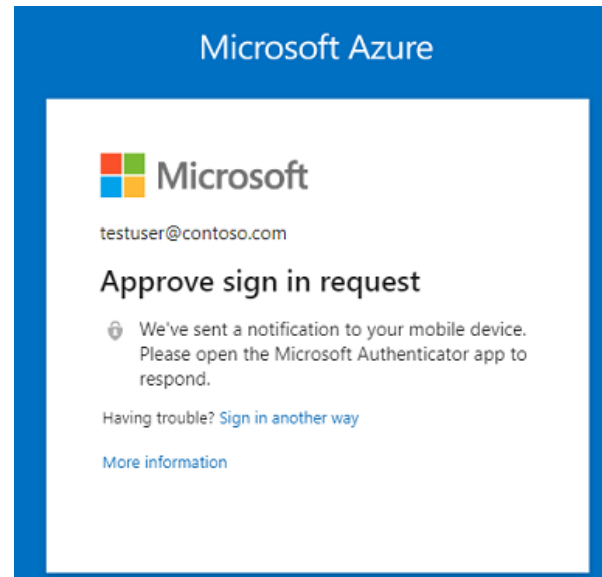 Microsoft Azure
Microsoft
testuser@contoso.com
Approve sign in request
We've sent a notification to your mobile device.
Please open the Microsoft Authenticator app to
respond.
Having trouble? Sign in another way
More information